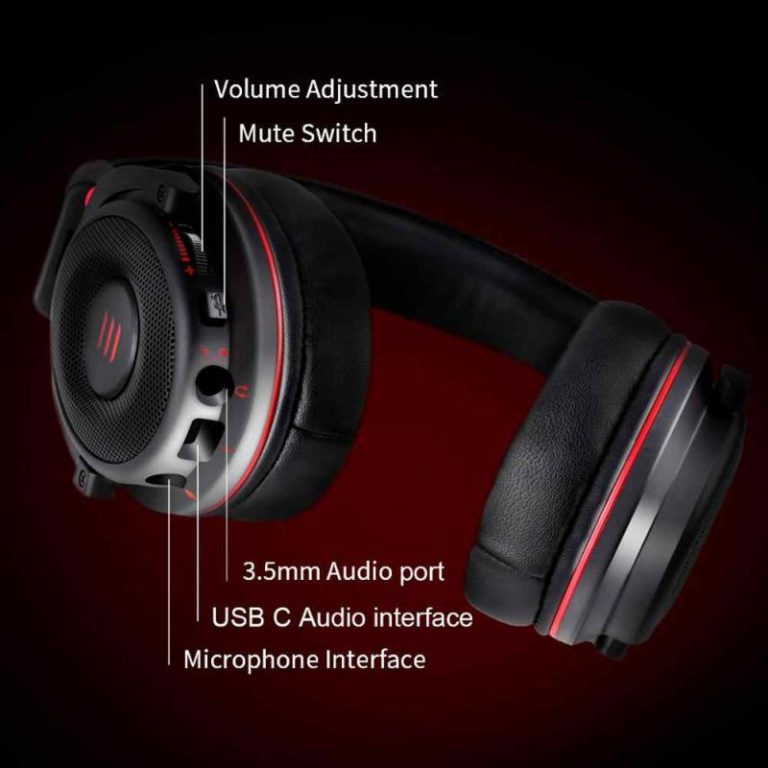 Volume Adjustment
Mute Switch
3.5mm Audio port
USB C Audio interface
Microphone Interface